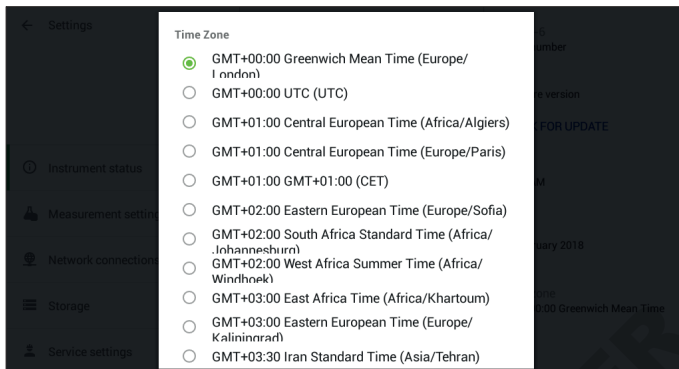 Settings
Time Zone
GMT+00:00 Greenwich Mean Time (Europe/
London)
GMT+00:00 UTC (UTC)
GMT+01:00 Central European Time (Africa/Algiers)
GMT+01:00 Central European Time (Europe/Paris)
GMT+01:00 GMT+01:00 (CET)
GMT+02:00 Eastern European Time (Europe/Sofia)
GMT+02:00 South Africa Standard Time (Africa/
Johannesburg)
GMT+02:00 West Africa Summer Time (Africa/
Windhoek)
GMT+03:00 East Africa Time (Africa/Khartoum)
GMT+03:00 Eastern European Time (Europe/
Kaliningrad)
GMT+03:30 Iran Standard Time (Asia/Tehran)
Instrument status
Measurement setting
Network connections
Storage
Service settings
umber
re version
FOR UPDATE
AM
ruary 2018
one
0:00 Greenwich Mean Time